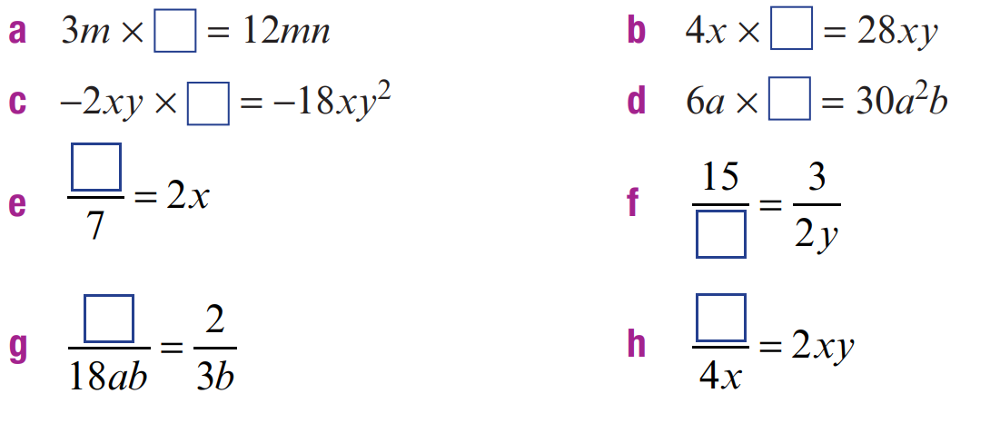 a 3m × □ = 12mn
b 4x × □ = 28xy
c −2xy × □ = −18xy²
d 6a × □ = 30a²b
e □/7 = 2x
f 15/□ = 3/2y
g □/18ab = 2/3b
h □/4x = 2xy